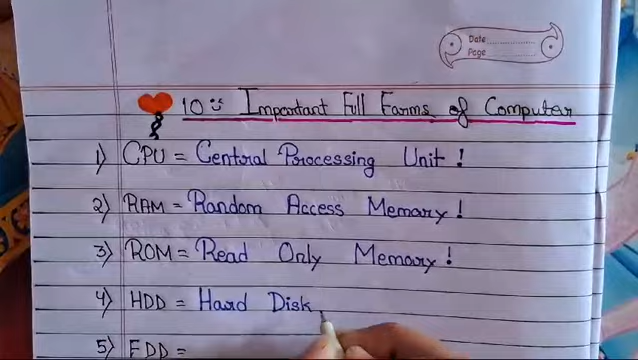 Date
Page
10 Important Full Farms of Computer
1) CPU = Central Processing Unit !
2) RAM = Random Access Memory !
3) ROM = Read Only Memory !
4) HDD = Hard Disk
5) FDD =